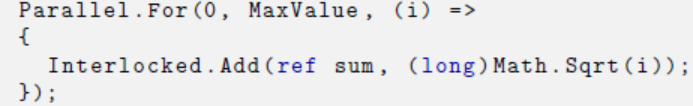 Parallel.For(0, MaxValue, (i) =>
{
  Interlocked.Add(ref sum, (long)Math.Sqrt(i));
});